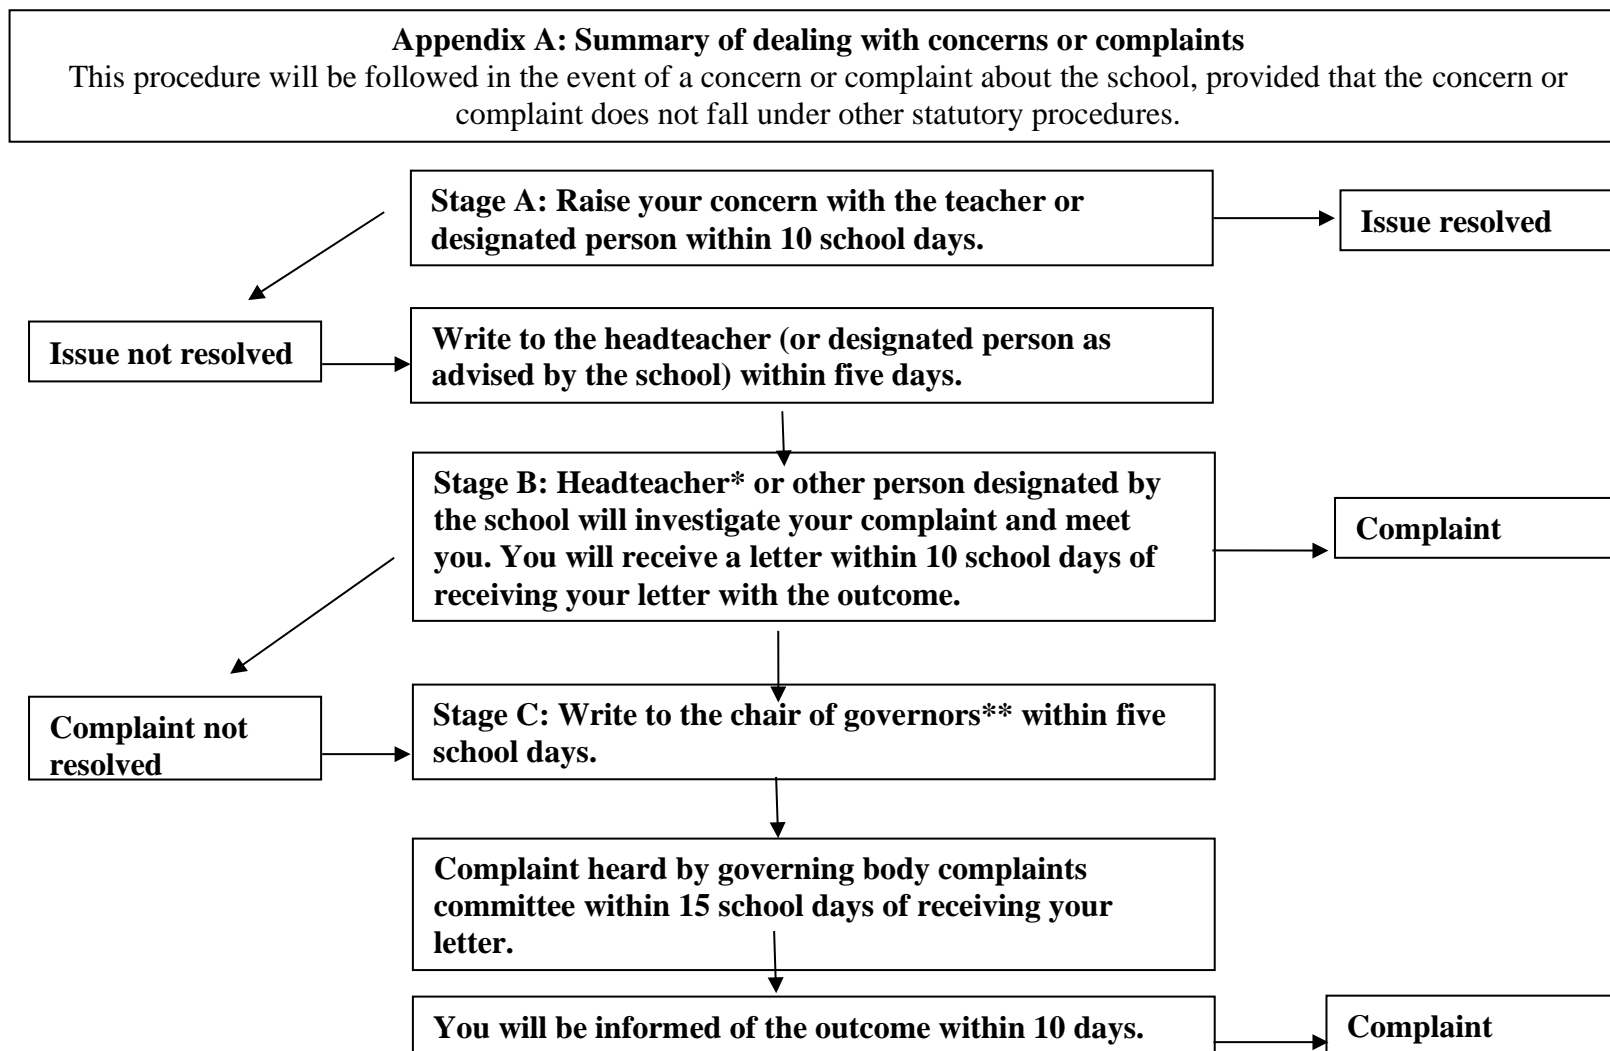 Appendix A: Summary of dealing with concerns or complaints
This procedure will be followed in the event of a concern or complaint about the school, provided that the concern or
complaint does not fall under other statutory procedures.
Stage A: Raise your concern with the teacher or
designated person within 10 school days.
Issue resolved
Issue not resolved
Write to the headteacher (or designated person as
advised by the school) within five days.
Stage B: Headteacher* or other person designated by
the school will investigate your complaint and meet
you. You will receive a letter within 10 school days of
receiving your letter with the outcome.
Complaint
Complaint not
resolved
Stage C: Write to the chair of governors** within five
school days.
Complaint heard by governing body complaints
committee within 15 school days of receiving your
letter.
You will be informed of the outcome within 10 days.
Complaint